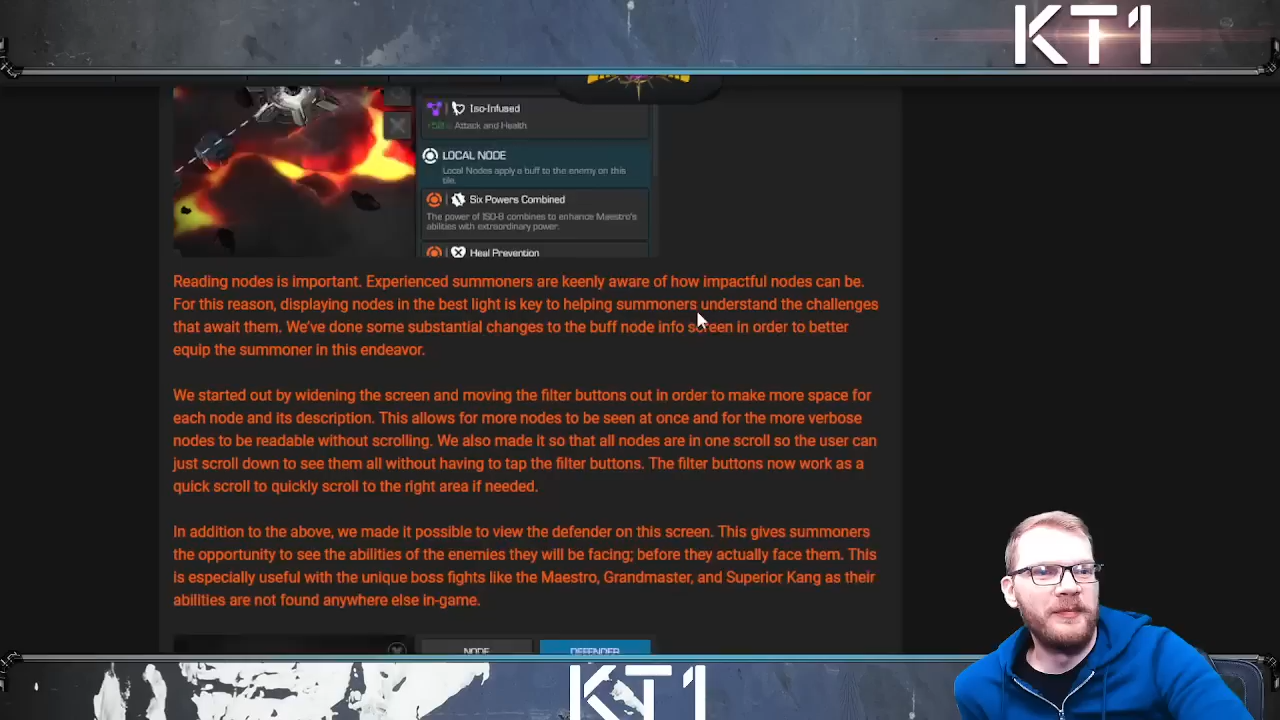 KT1
Iso-Infused
Attack and Health
LOCAL NODE
Local Nodes apply a buff to the enemy on this
tile.
Six Powers Combined
The power of ISO-8 combines to enhance Maestro's
abilities with extraordinary power.
Heal Prevention
Reading nodes is important. Experienced summoners are keenly aware of how impactful nodes can be.
For this reason, displaying nodes in the best light is key to helping summoners understand the challenges
that await them. We've done some substantial changes to the buff node info screen in order to better
equip the summoner in this endeavor.
We started out by widening the screen and moving the filter buttons out in order to make more space for
each node and its description. This allows for more nodes to be seen at once and for the more verbose
nodes to be readable without scrolling. We also made it so that all nodes are in one scroll so the user can
just scroll down to see them all without having to tap the filter buttons. The filter buttons now work as a
quick scroll to quickly scroll to the right area if needed.
In addition to the above, we made it possible to view the defender on this screen. This gives summoners
the opportunity to see the abilities of the enemies they will be facing; before they actually face them. This
is especially useful with the unique boss fights like the Maestro, Grandmaster, and Superior Kang as their
abilities are not found anywhere else in-game.
NODE
DEFENDER
KT1